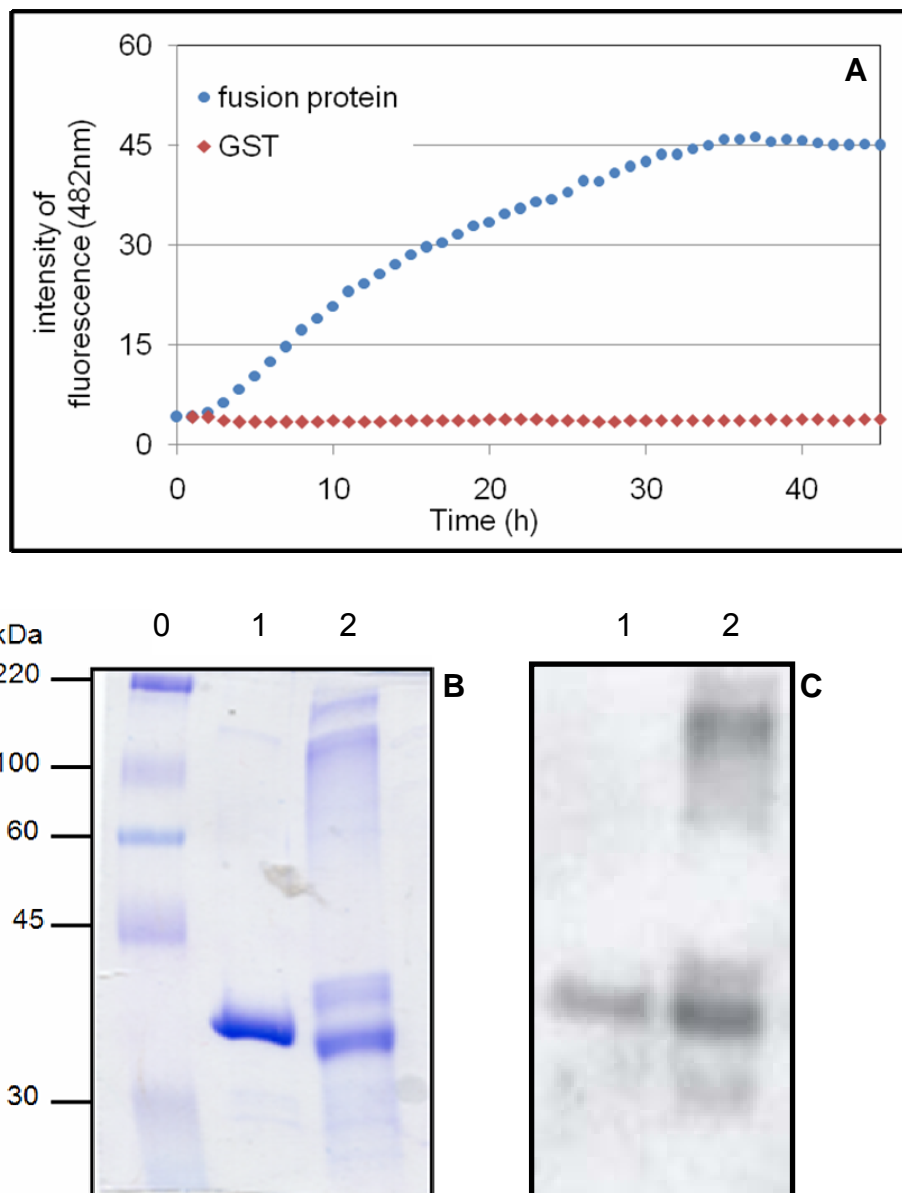 60
A
fusion protein
GST
45
30
15
0
intensity of
fluorescence (482nm)
0 10 20 30 40
Time (h)
kDa
0 1 2
1 2
220
B
C
100
60
45
30